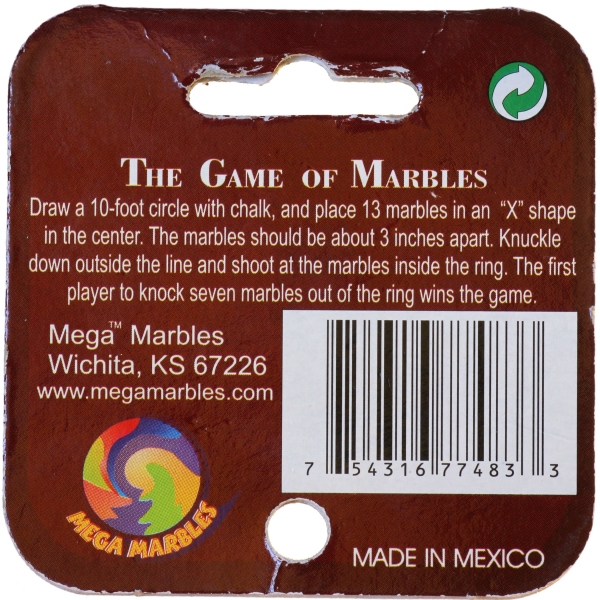 THE GAME OF MARBLES
Draw a 10-foot circle with chalk, and place 13 marbles in an "X" shape
in the center. The marbles should be about 3 inches apart. Knuckle
down outside the line and shoot at the marbles inside the ring. The first
player to knock seven marbles out of the ring wins the game.
Mega™ Marbles
Wichita, KS 67226
www.megamarbles.com
7 54316 77483 3
MEGA MARBLES
MADE IN MEXICO